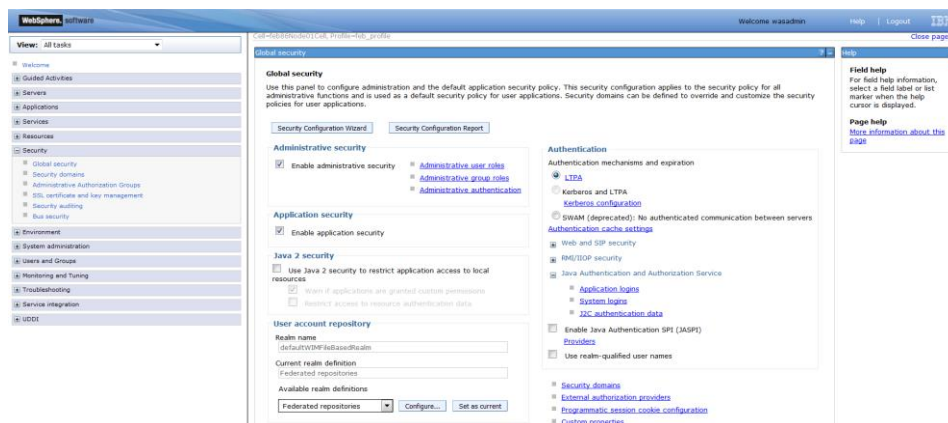 WebSphere. software
Welcome wasadmin
Help | Logout
IBM
View: All tasks
Welcome
Guided Activities
Servers
Applications
Services
Resources
Security
Global security
Security domains
Administrative Authorization Groups
SSL certificate and key management
Security auditing
Bus security
Environment
System administration
Users and Groups
Monitoring and Tuning
Troubleshooting
Service integration
UDDI
Cell=feb86Node01Cell, Profile=feb_profile
Close page
Global security
Global security
Use this panel to configure administration and the default application security policy. This security configuration applies to the security policy for all
administrative functions and is used as a default security policy for user applications. Security domains can be defined to override and customize the security
policies for user applications.
Security Configuration Wizard
Security Configuration Report
Administrative security
Enable administrative security
Administrative user roles
Administrative group roles
Administrative authentication
Application security
Enable application security
Java 2 security
Use Java 2 security to restrict application access to local
resources
Warn if applications are granted custom permissions
Restrict access to resource authentication data
User account repository
Realm name
defaultWIMFileBasedRealm
Current realm definition
Federated repositories
Available realm definitions
Federated repositories
Configure...
Set as current
Authentication
Authentication mechanisms and expiration
LTPA
Kerberos and LTPA
Kerberos configuration
SWAM (deprecated): No authenticated communication between servers
Authentication cache settings
Web and SIP security
RMI/IIOP security
Java Authentication and Authorization Service
Application logins
System logins
J2C authentication data
Enable Java Authentication SPI (JASPI)
Providers
Use realm-qualified user names
Security domains
External authorization providers
Programmatic session cookie configuration
Custom properties
Help
Field help
For field help information,
select a field label or list
marker when the help
cursor is displayed.
Page help
More information about this
page